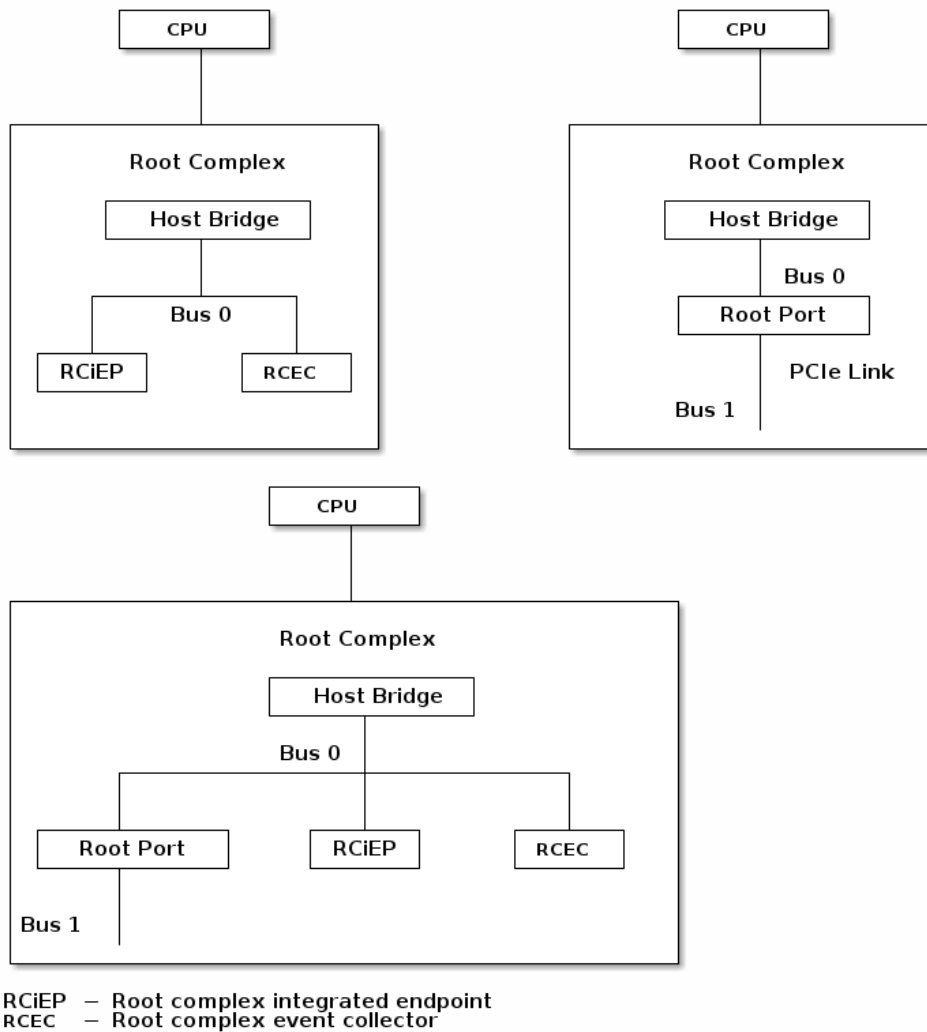 CPU
Root Complex
Host Bridge
Bus 0
RCiEP
RCEC
CPU
Root Complex
Host Bridge
Bus 0
Root Port
PCIe Link
Bus 1
CPU
Root Complex
Host Bridge
Bus 0
Root Port
RCiEP
RCEC
Bus 1
RCiEP – Root complex integrated endpoint
RCEC – Root complex event collector